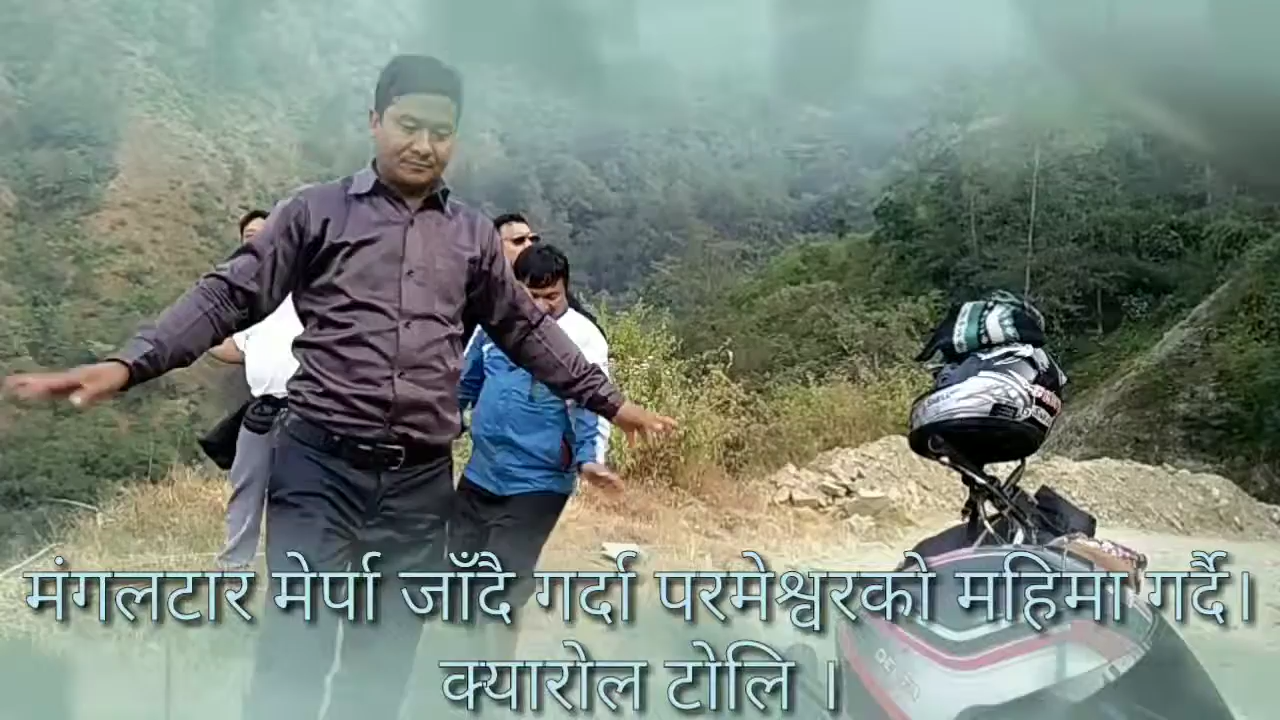 मंगलटार मेर्पा जाँदै गर्दा परमेश्वरको महिमा गर्दै।
क्यारोल टोलि ।